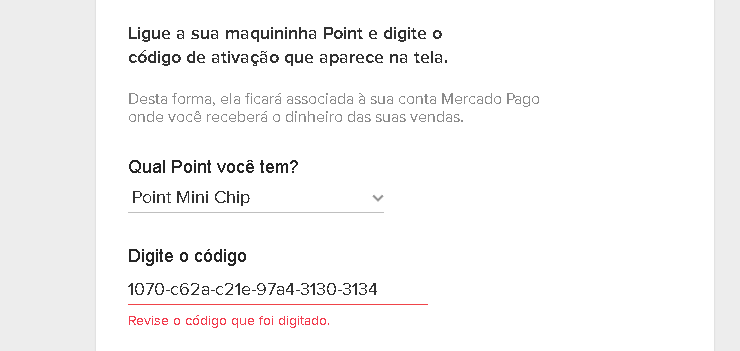 Ligue a sua maquininha Point e digite o
código de ativação que aparece na tela.
Desta forma, ela ficará associada à sua conta Mercado Pago
onde você receberá o dinheiro das suas vendas.
Qual Point você tem?
Point Mini Chip
Digite o código
1070-c62a-c21e-97a4-3130-3134
Revise o código que foi digitado.